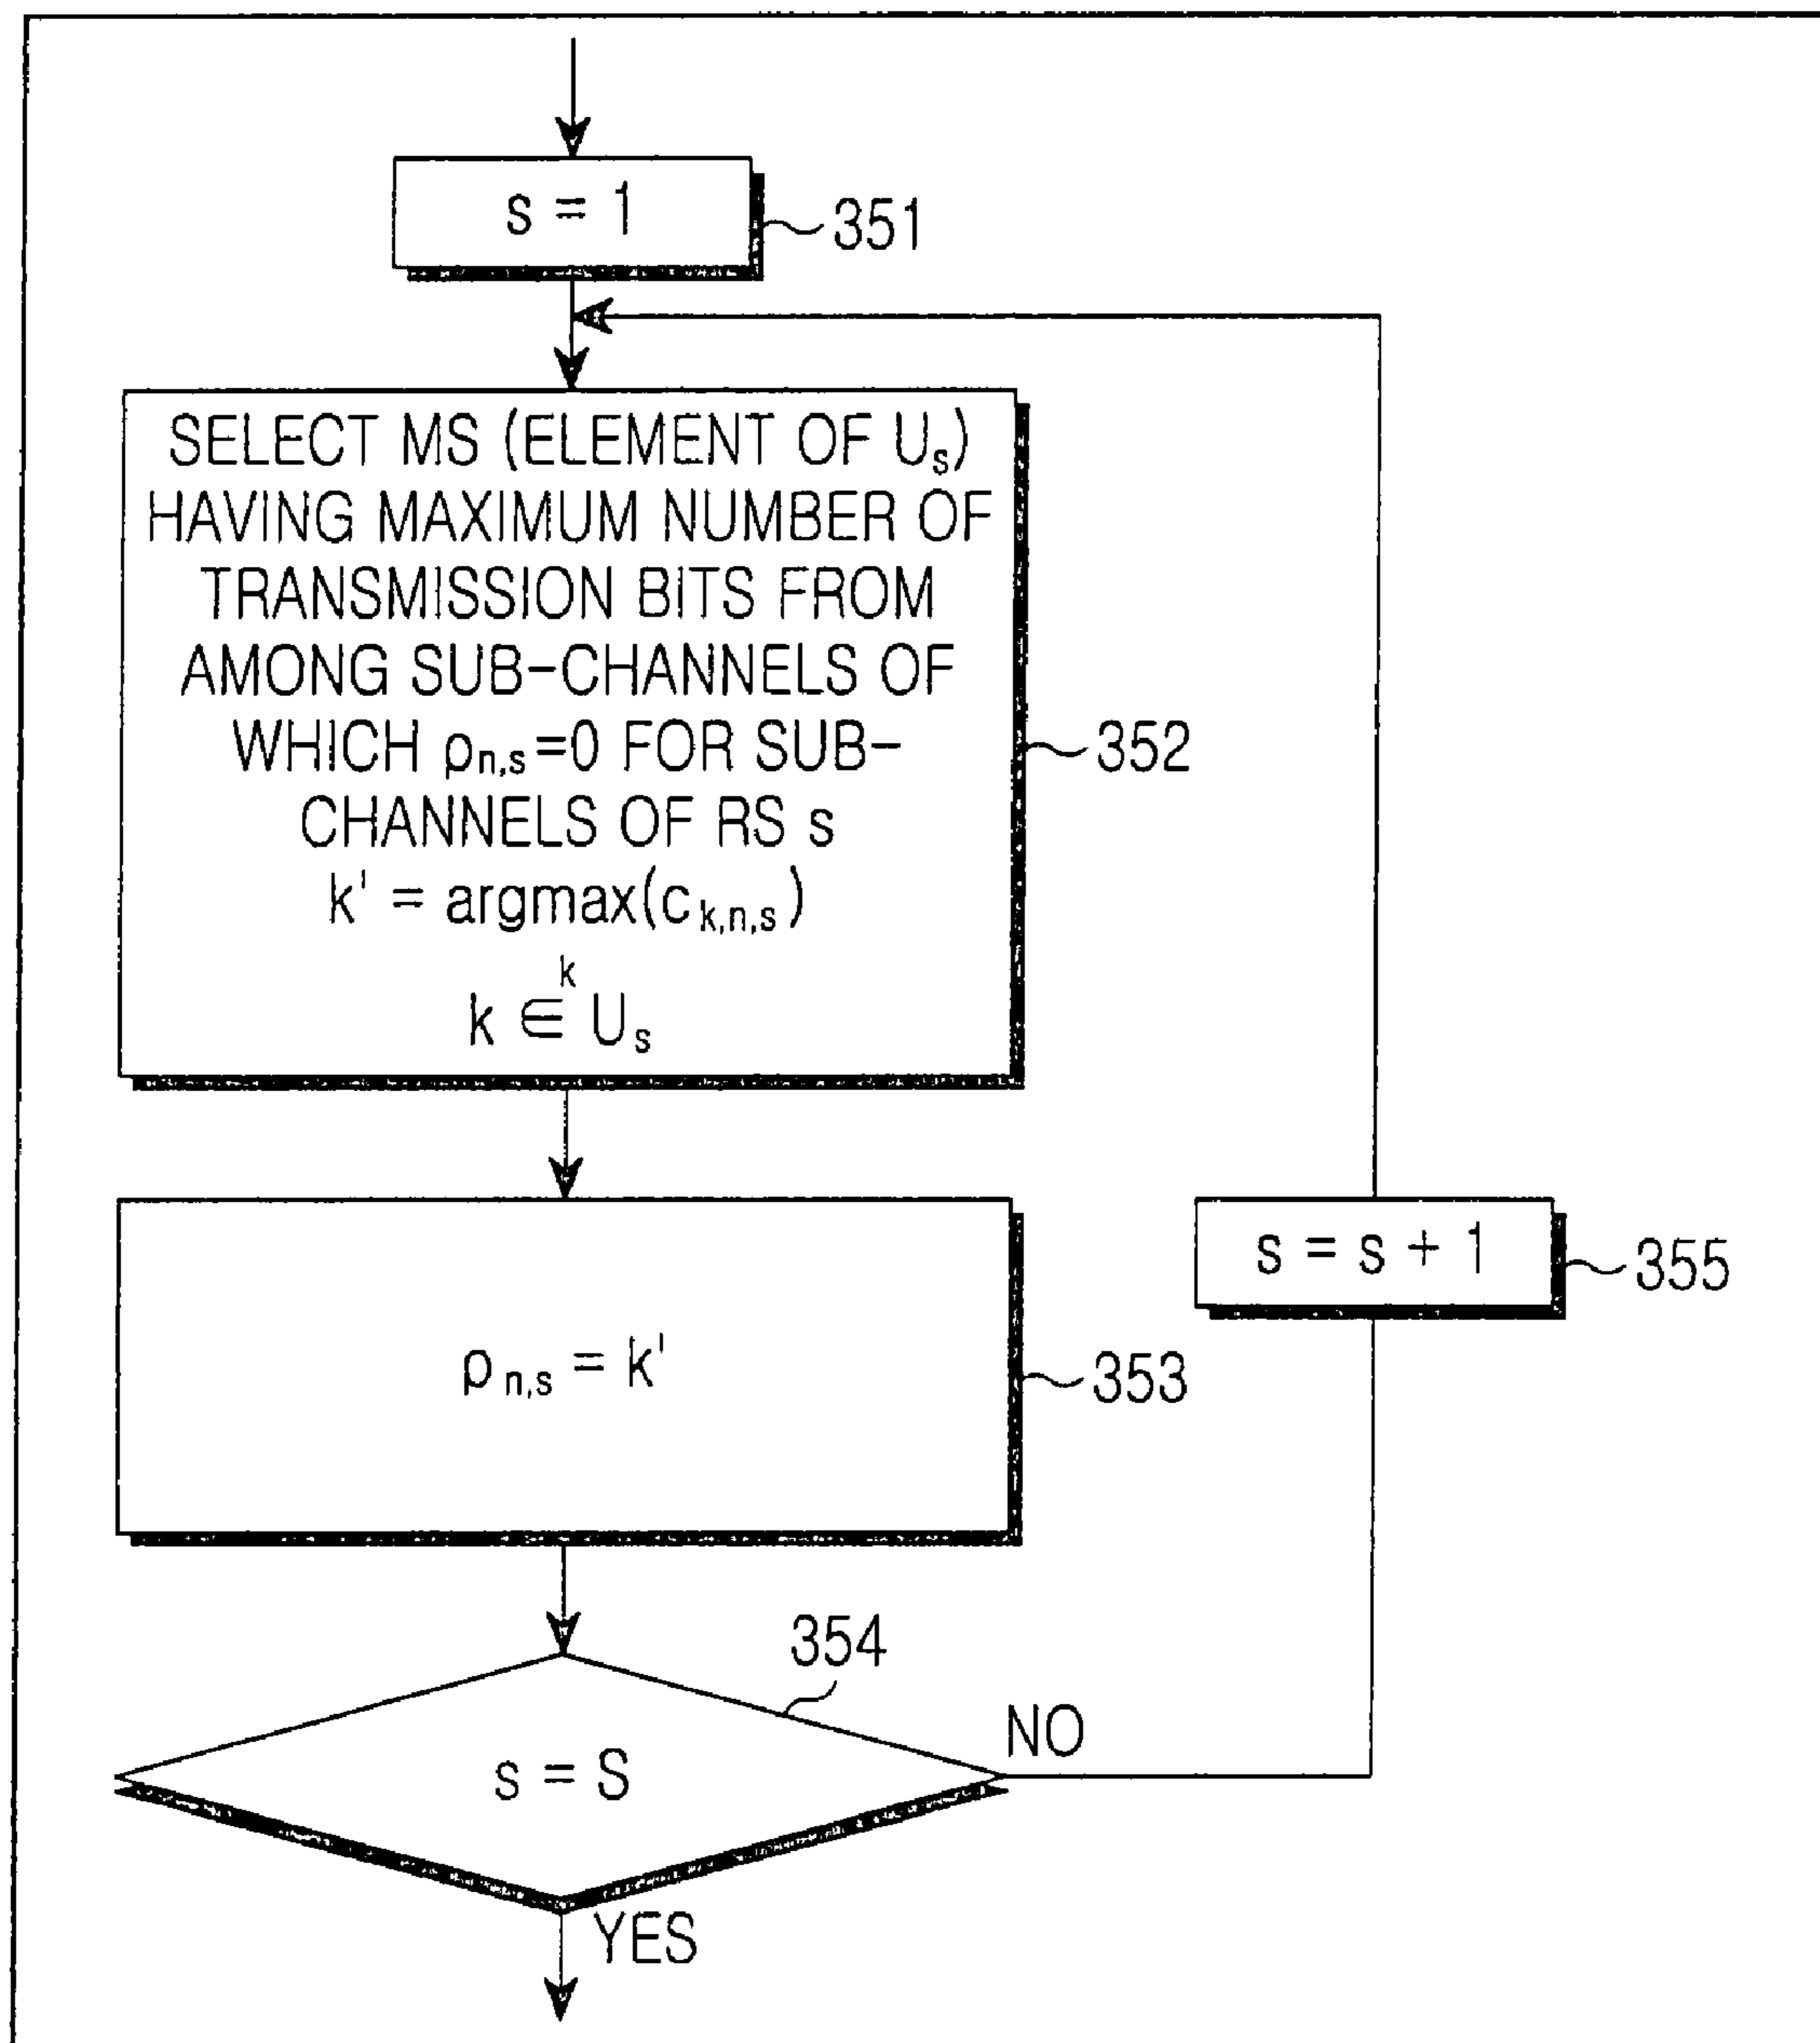 s = 1
351
SELECT MS (ELEMENT OF Us)
HAVING MAXIMUM NUMBER OF
TRANSMISSION BITS FROM
AMONG SUB-CHANNELS OF
WHICH ρn,s=0 FOR SUB-
CHANNELS OF RS s
k' = argmax(ck,n,s)
k
k ∈ Us
352
s = s + 1
355
ρn,s = k'
353
354
s = S
NO
YES